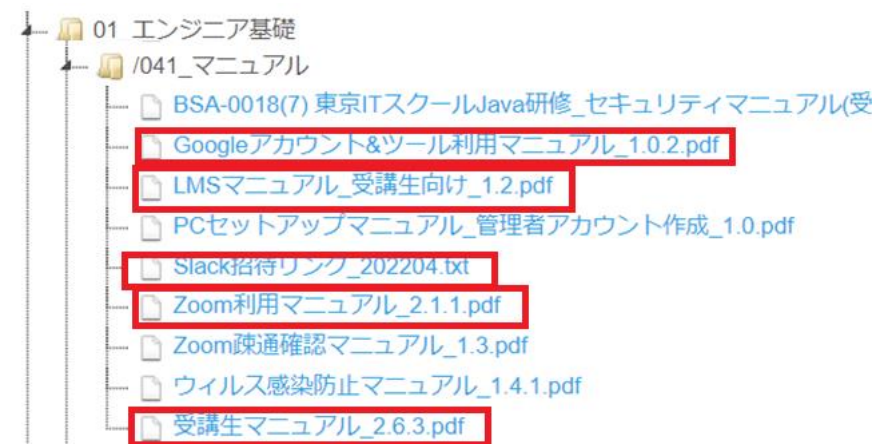 01_エンジニア基礎
/041_マニュアル
BSA-0018(7) 東京ITスクールJava研修_セキュリティマニュアル(受
Googleアカウント&ツール利用マニュアル_1.0.2.pdf
LMSマニュアル_受講生向け_1.2.pdf
PCセットアップマニュアル_管理者アカウント作成_1.0.pdf
Slack招待リンク_202204.txt
Zoom利用マニュアル_2.1.1.pdf
Zoom疎通確認マニュアル_1.3.pdf
ウィルス感染防止マニュアル_1.4.1.pdf
受講生マニュアル_2.6.3.pdf